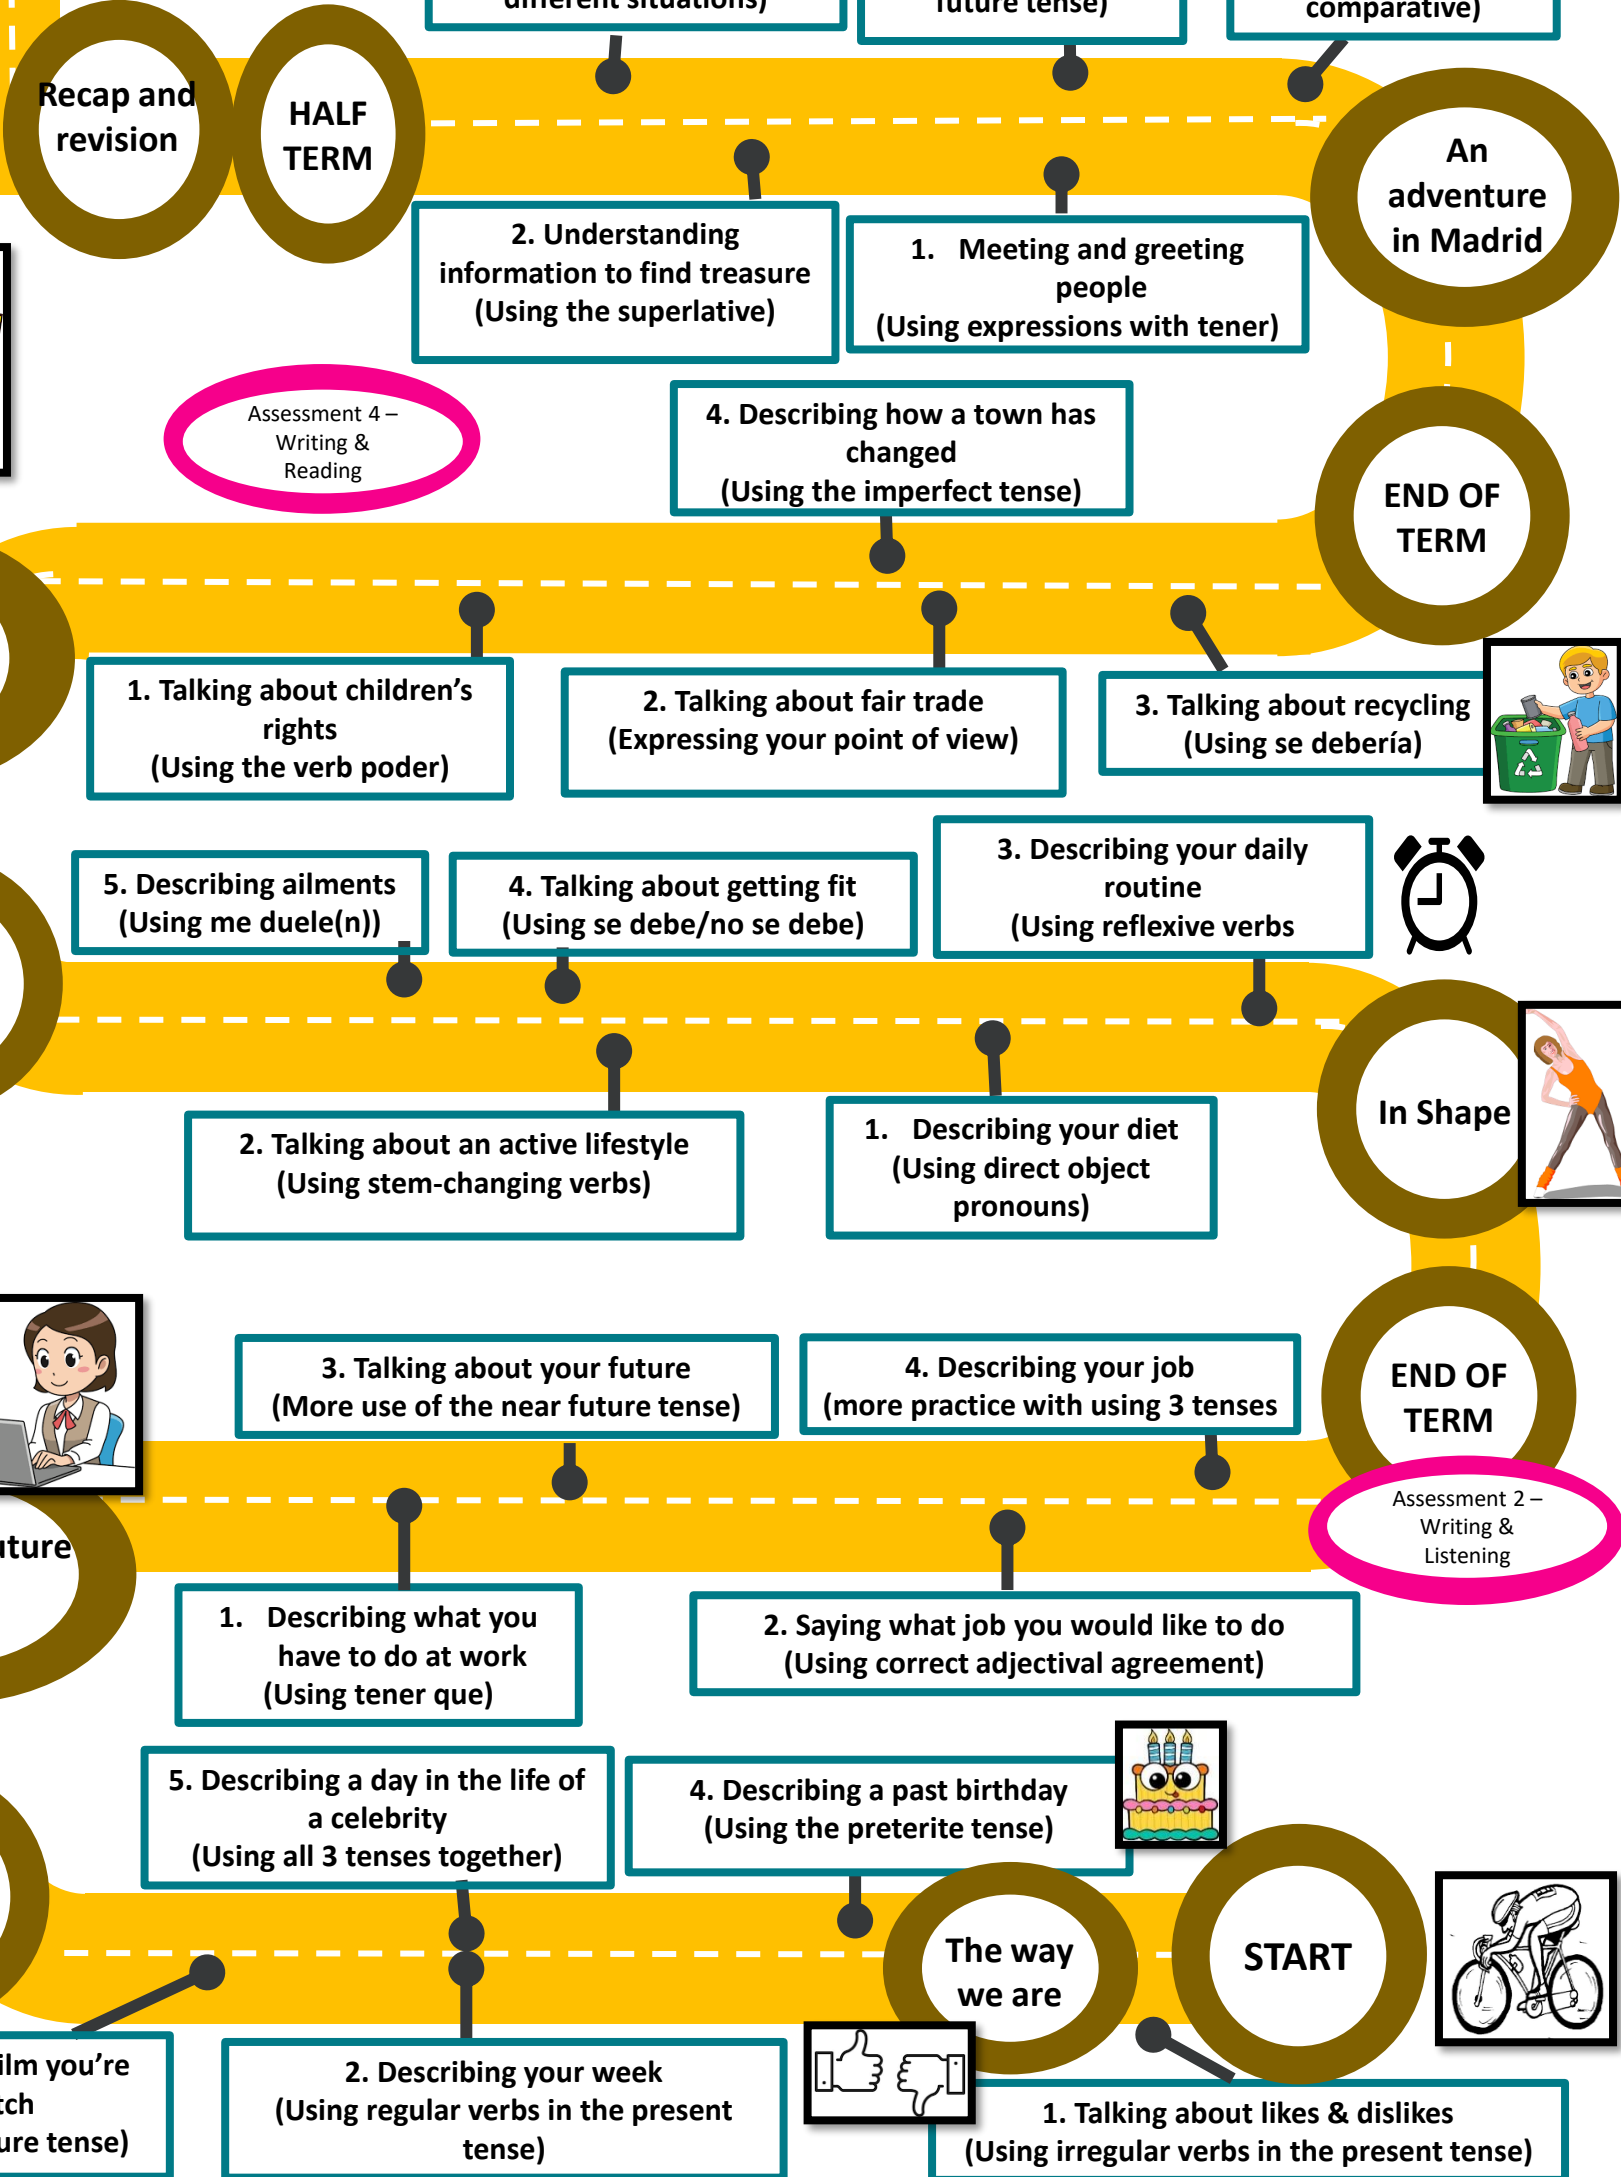 different situations)
future tense)
comparative)
Recap and
revision
HALF
TERM
An
adventure
in Madrid
2. Understanding
information to find treasure
(Using the superlative)
1. Meeting and greeting
people
(Using expressions with tener)
Assessment 4 –
Writing &
Reading
4. Describing how a town has
changed
(Using the imperfect tense)
END OF
TERM
1. Talking about children's
rights
(Using the verb poder)
2. Talking about fair trade
(Expressing your point of view)
3. Talking about recycling
(Using se debería)
5. Describing ailments
(Using me duele(n))
4. Talking about getting fit
(Using se debe/no se debe)
3. Describing your daily
routine
(Using reflexive verbs
In Shape
2. Talking about an active lifestyle
(Using stem-changing verbs)
1. Describing your diet
(Using direct object
pronouns)
3. Talking about your future
(More use of the near future tense)
4. Describing your job
(more practice with using 3 tenses
END OF
TERM
Assessment 2 –
Writing &
Listening
uture
1. Describing what you
have to do at work
(Using tener que)
2. Saying what job you would like to do
(Using correct adjectival agreement)
5. Describing a day in the life of
a celebrity
(Using all 3 tenses together)
4. Describing a past birthday
(Using the preterite tense)
The way
we are
START
ilm you're
tch
ure tense)
2. Describing your week
(Using regular verbs in the present
tense)
1. Talking about likes & dislikes
(Using irregular verbs in the present tense)